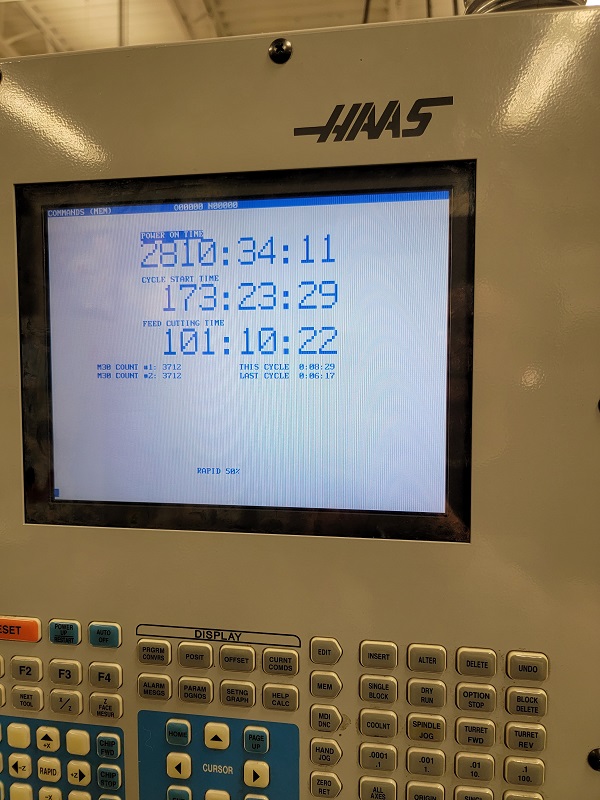 HAAS
COMMANDS (MEM) O00000 N00000
POWER ON TIME
2810:34:11
CYCLE START TIME
173:23:29
FEED CUTTING TIME
101:10:22
M30 COUNT #1: 3712 THIS CYCLE 0:08:29
M30 COUNT #2: 3712 LAST CYCLE 0:06:17
RAPID 50%
ESET
POWER UP RESTART
AUTO OFF
DISPLAY
PRGRM CONVRS
POSIT
OFFSET
CURNT COMDS
EDIT
INSERT
ALTER
DELETE
UNDO
F2
F3
F4
ALARM MESGS
PARAM DGNOS
SETNG GRAPH
HELP CALC
MEM
SINGLE BLOCK
DRY RUN
OPTION STOP
BLOCK DELETE
NEXT TOOL
X/Z
Z FACE MESUR
HOME
PAGE UP
MDI DNC
COOLNT
SPINDLE JOG
TURRET FWD
TURRET REV
+X
CHIP FWD
CURSOR
HAND JOG
.0001 .1
.001 1.
.01 10.
.1 100.
-Z
RAPID
+Z
CHIP STOP
ZERO RET
ALL AXES
ORIGIN
-X